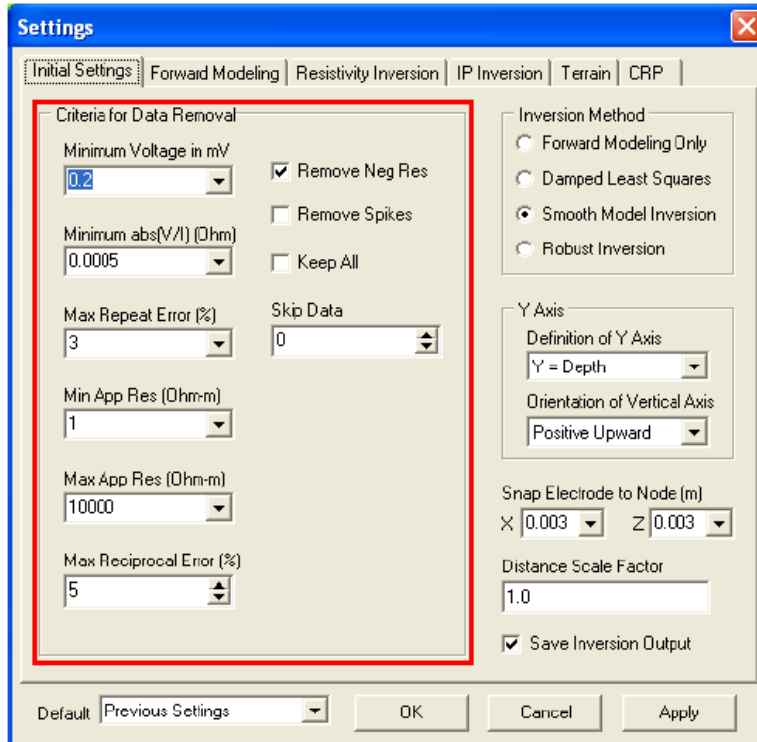 Settings
Initial Settings Forward Modeling Resistivity Inversion IP Inversion Terrain CRP
Criteria for Data Removal
Minimum Voltage in mV
0.2
Minimum abs(V/I) (Ohm)
0.0005
Max Repeat Error (%)
3
Min App Res (Ohm-m)
1
Max App Res (Ohm-m)
10000
Max Reciprocal Error (%)
5
Remove Neg Res
Remove Spikes
Keep All
Skip Data
0
Inversion Method
Forward Modeling Only
Damped Least Squares
Smooth Model Inversion
Robust Inversion
Y Axis
Definition of Y Axis
Y = Depth
Orientation of Vertical Axis
Positive Upward
Snap Electrode to Node (m)
X 0.003 Z 0.003
Distance Scale Factor
1.0
Save Inversion Output
Default Previous Settings OK Cancel Apply